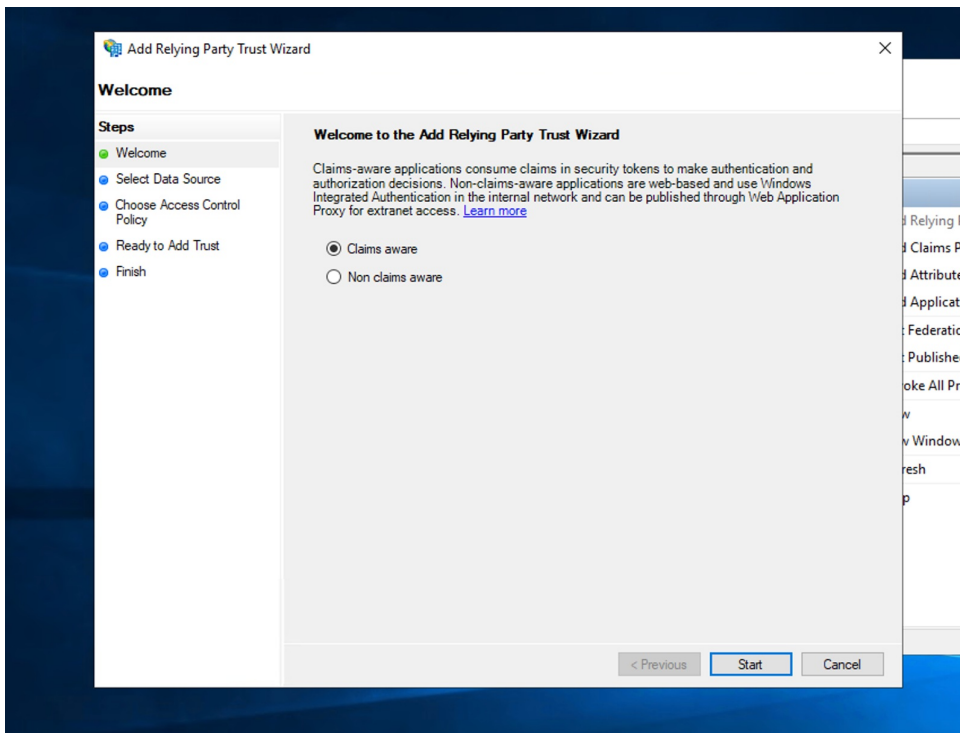 Add Relying Party Trust Wizard
Welcome
Steps
Welcome
Select Data Source
Choose Access Control
Policy
Ready to Add Trust
Finish
Welcome to the Add Relying Party Trust Wizard
Claims-aware applications consume claims in security tokens to make authentication and
authorization decisions. Non-claims-aware applications are web-based and use Windows
Integrated Authentication in the internal network and can be published through Web Application
Proxy for extranet access. Learn more
Claims aware
Non claims aware
< Previous
Start
Cancel
Relying
Claims